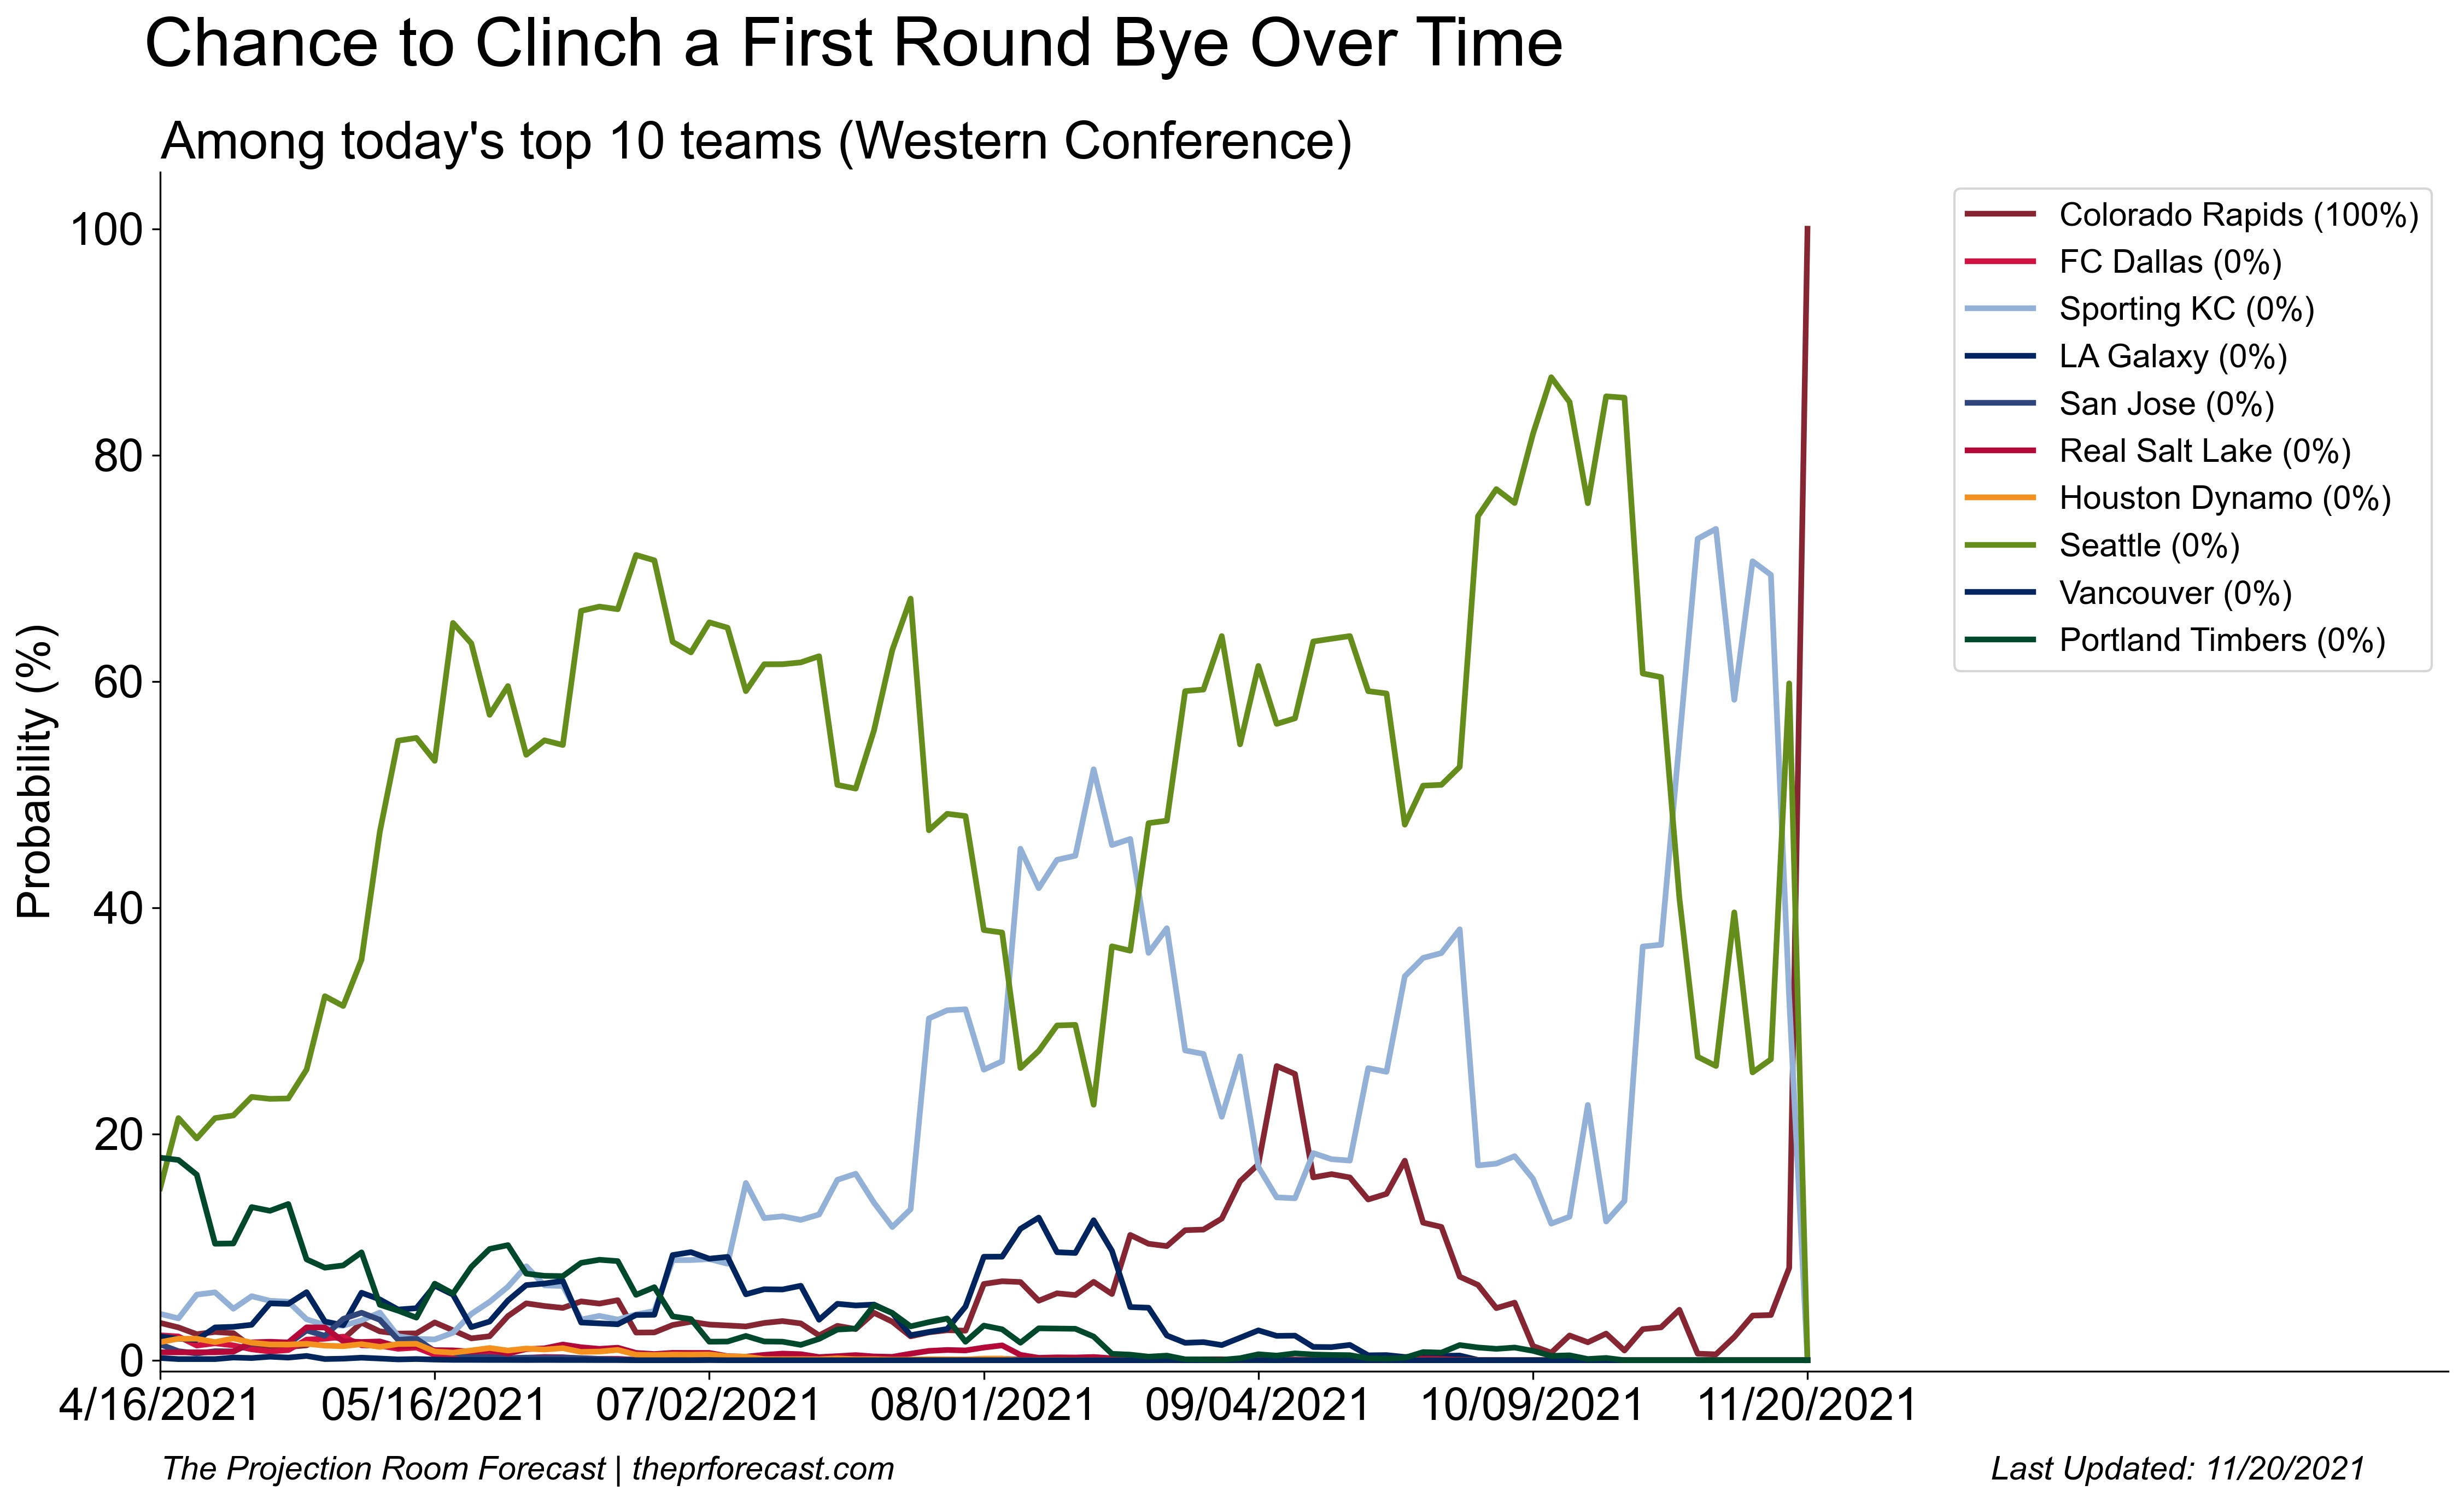 Chance to Clinch a First Round Bye Over Time
Among today's top 10 teams (Western Conference)
Colorado Rapids (100%)
FC Dallas (0%)
Sporting KC (0%)
LA Galaxy (0%)
San Jose (0%)
Real Salt Lake (0%)
Houston Dynamo (0%)
Seattle (0%)
Vancouver (0%)
Portland Timbers (0%)
Probability (%)
100
80
60
40
20
0
4/16/2021 05/16/2021 07/02/2021 08/01/2021 09/04/2021 10/09/2021 11/20/2021
The Projection Room Forecast | theprforecast.com
Last Updated: 11/20/2021